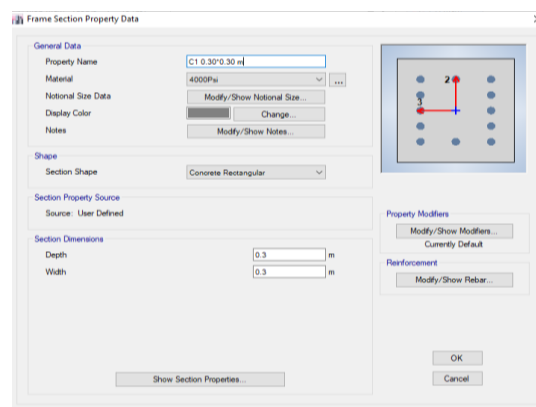 Frame Section Property Data
General Data
Property Name C1 0.30*0.30 m
Material 4000Psi ...
Notional Size Data Modify/Show Notional Size...
Display Color Change...
Notes Modify/Show Notes...
Shape
Section Shape Concrete Rectangular
Section Property Source
Source: User Defined
Section Dimensions
Depth 0.3 m
Width 0.3 m
Show Section Properties...
2
3
Property Modifiers
Modify/Show Modifiers...
Currently Default
Reinforcement
Modify/Show Rebar...
OK
Cancel